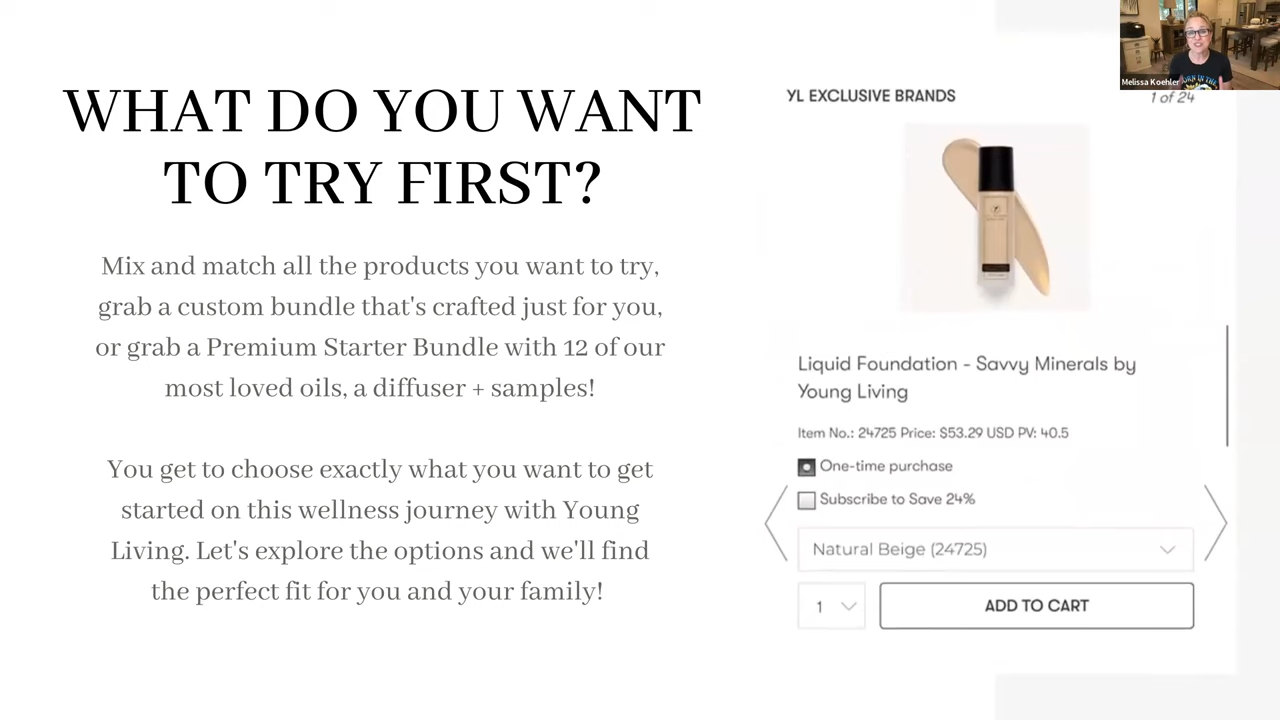 WHAT DO YOU WANT
TO TRY FIRST?
Mix and match all the products you want to try,
grab a custom bundle that's crafted just for you,
or grab a Premium Starter Bundle with 12 of our
most loved oils, a diffuser + samples!
You get to choose exactly what you want to get
started on this wellness journey with Young
Living. Let's explore the options and we'll find
the perfect fit for you and your family!
Melissa Koehler
YL EXCLUSIVE BRANDS
1 of 24
Liquid Foundation - Savvy Minerals by
Young Living
Item No.: 24725 Price: $53.29 USD PV: 40.5
One-time purchase
Subscribe to Save 24%
Natural Beige (24725)
1
ADD TO CART